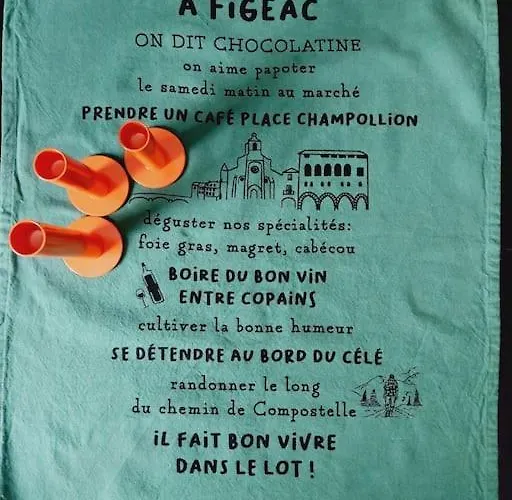 À FiGEAC
ON DIT CHOCOLATINE
on aime papoter
le samedi matin au marché
PRENDRE UN CAFÉ PLACE CHAMPOLLION
déguster nos spécialités:
foie gras, magret, cabécou
BOIRE DU BON ViN
ENTRE COPAiNS
cultiver la bonne humeur
SE DÉTENDRE AU BORD DU CÉLÉ
randonner le long
du chemin de Compostelle
iL FAiT BON ViVRE
DANS LE LOT !